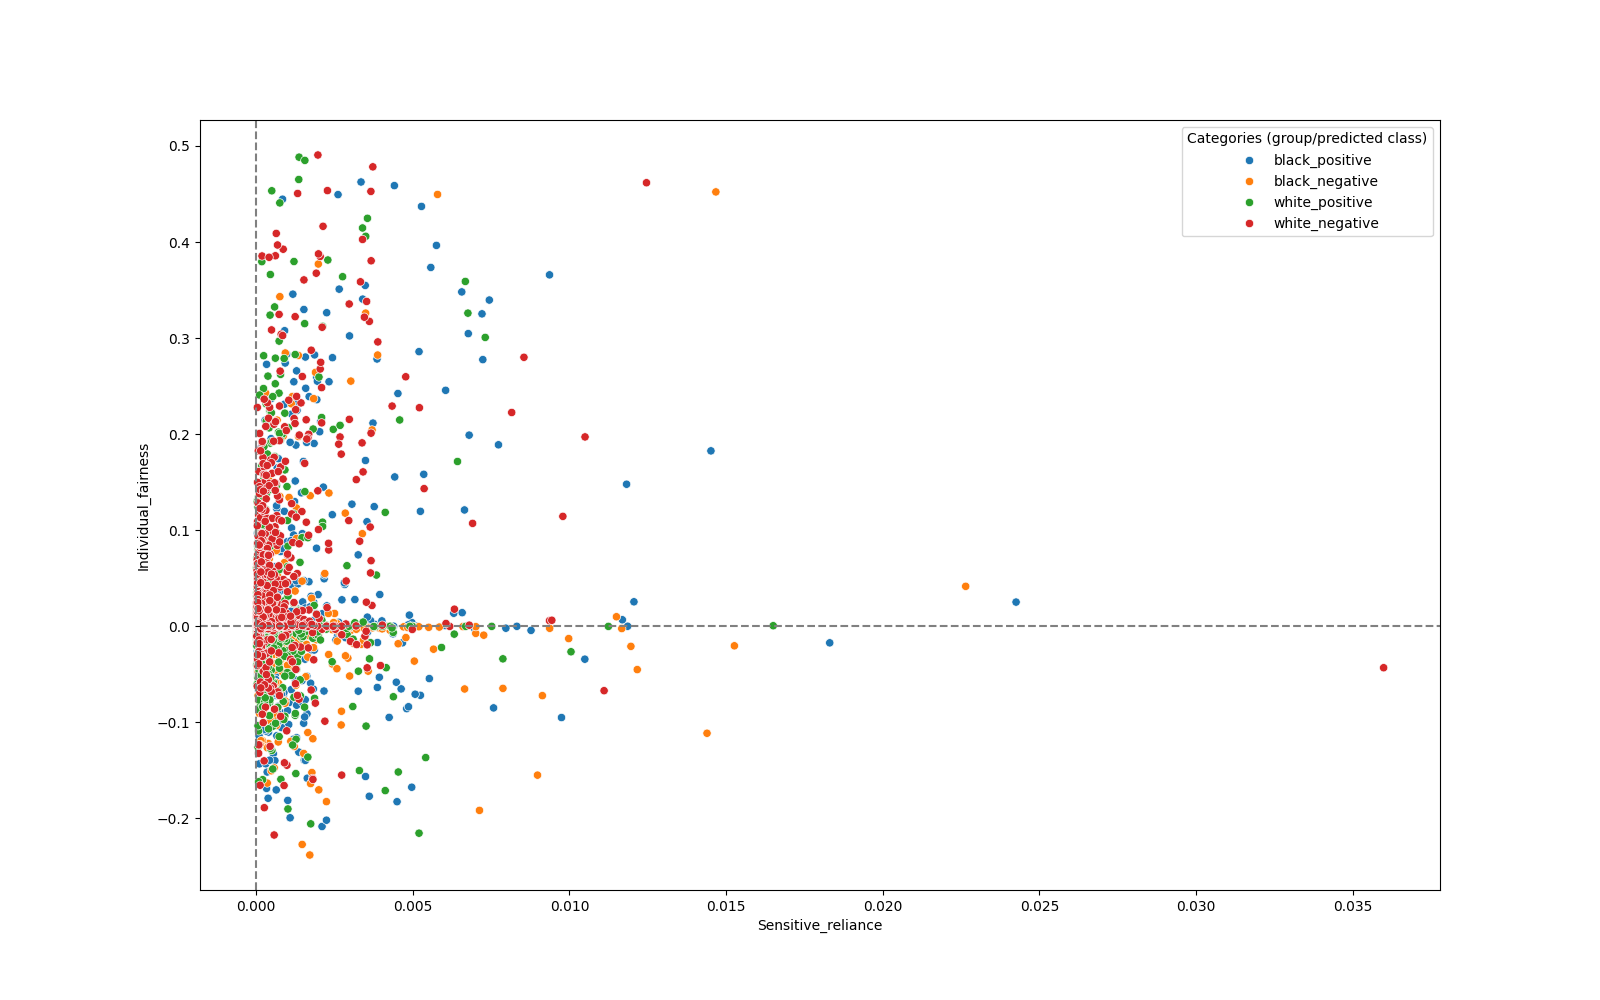 Categories (group/predicted class)
black_positive
black_negative
white_positive
white_negative
0.5
0.4
0.3
0.2
0.1
0.0
−0.1
−0.2
Individual_fairness
0.000 0.005 0.010 0.015 0.020 0.025 0.030 0.035
Sensitive_reliance